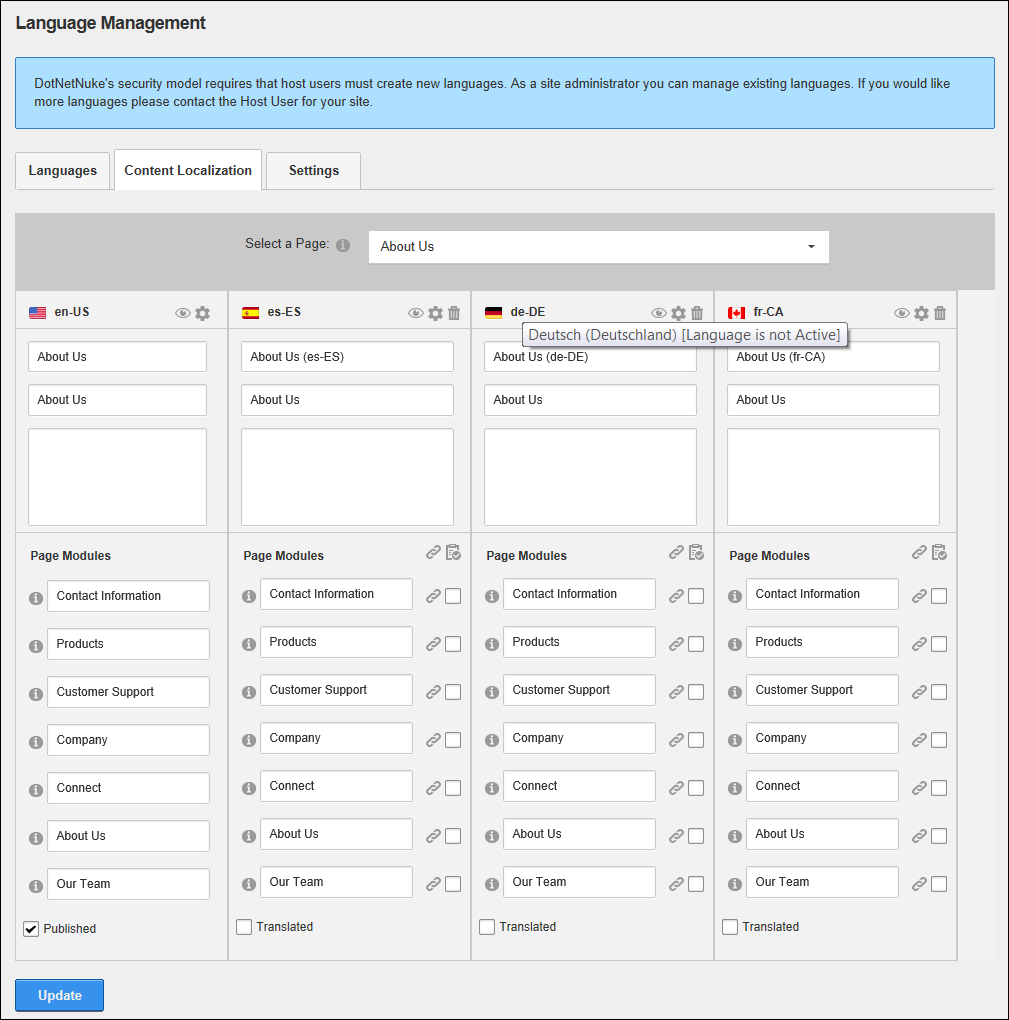 Language Management
DotNetNuke's security model requires that host users must create new languages. As a site administrator you can manage existing languages. If you would like
more languages please contact the Host User for your site.
Languages Content Localization Settings
Select a Page: About Us
en-US es-ES de-DE fr-CA
Deutsch (Deutschland) [Language is not Active]
About Us About Us (es-ES) About Us (de-DE) About Us (fr-CA)
About Us About Us About Us About Us
Page Modules Page Modules Page Modules Page Modules
Contact Information Contact Information Contact Information Contact Information
Products Products Products Products
Customer Support Customer Support Customer Support Customer Support
Company Company Company Company
Connect Connect Connect Connect
About Us About Us About Us About Us
Our Team Our Team Our Team Our Team
Published Translated Translated Translated
Update